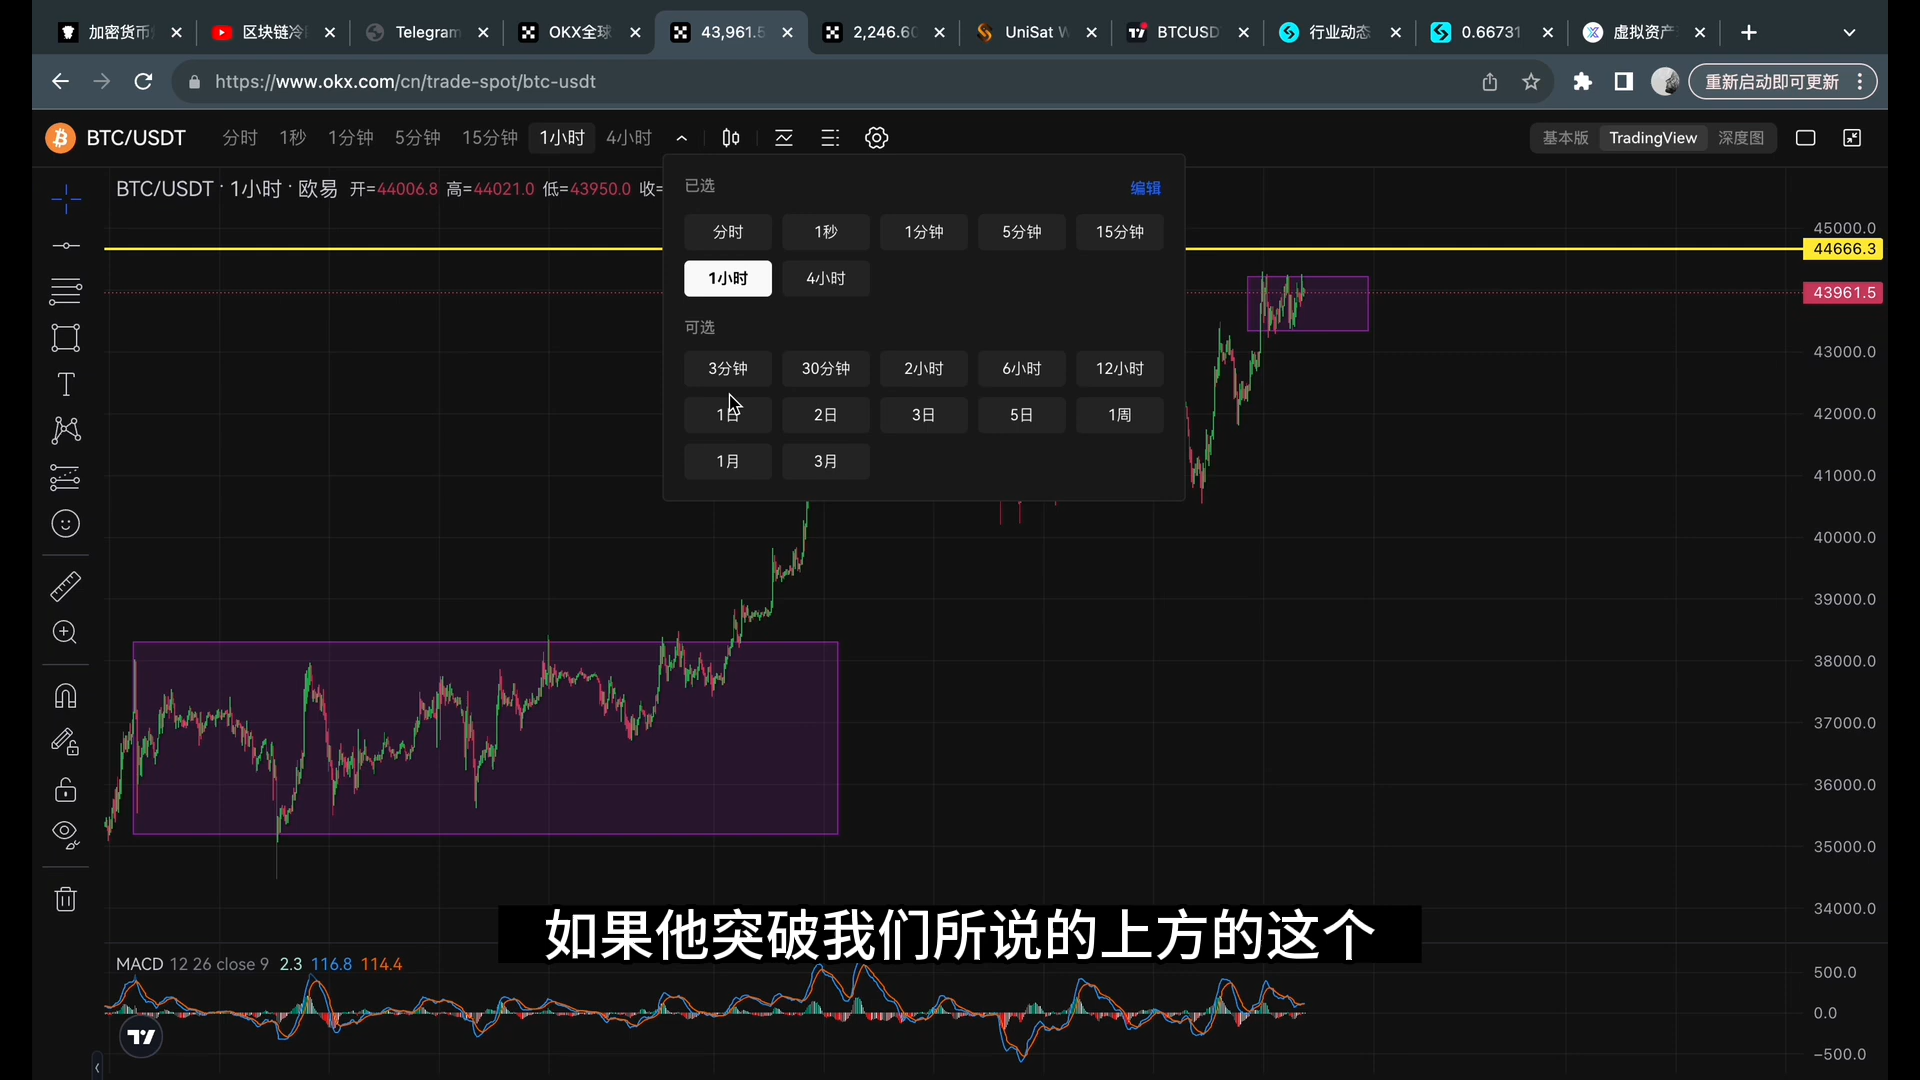 加密货币
区块链冷
Telegram
OKX全球
43,961.5
2,246.60
UniSat W
BTCUSD
行业动态
0.66731
虚拟资产
https://www.okx.com/cn/trade-spot/btc-usdt
重新启动即可更新
BTC/USDT
分时 1秒 1分钟 5分钟 15分钟 1小时 4小时
基本版 TradingView 深度图
BTC/USDT · 1小时 · 欧易 开=44006.8 高=44021.0 低=43950.0 收=
已选 编辑
分时 1秒 1分钟 5分钟 15分钟
1小时 4小时
可选
3分钟 30分钟 2小时 6小时 12小时
1日 2日 3日 5日 1周
1月 3月
45000.0
44666.3
43961.5
43000.0
42000.0
41000.0
40000.0
39000.0
38000.0
37000.0
36000.0
35000.0
34000.0
如果他突破我们所说的上方的这个
MACD 12 26 close 9 2.3 116.8 114.4
500.0
0.0
−500.0